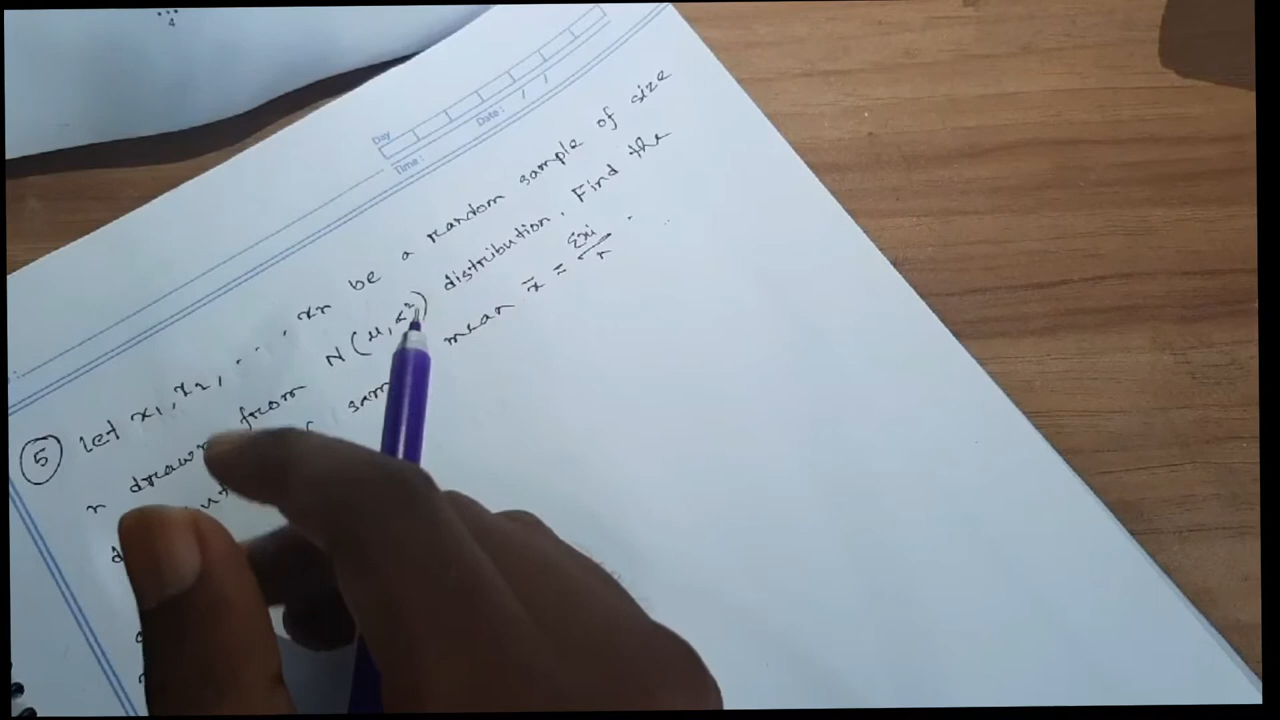 4
Day
Time:
Date: / /
5 Let x1, x2, . . . . xn be a random sample of size
n drawn from N(μ, σ²) distribution. Find the
mean x̄ = Σxi/n .